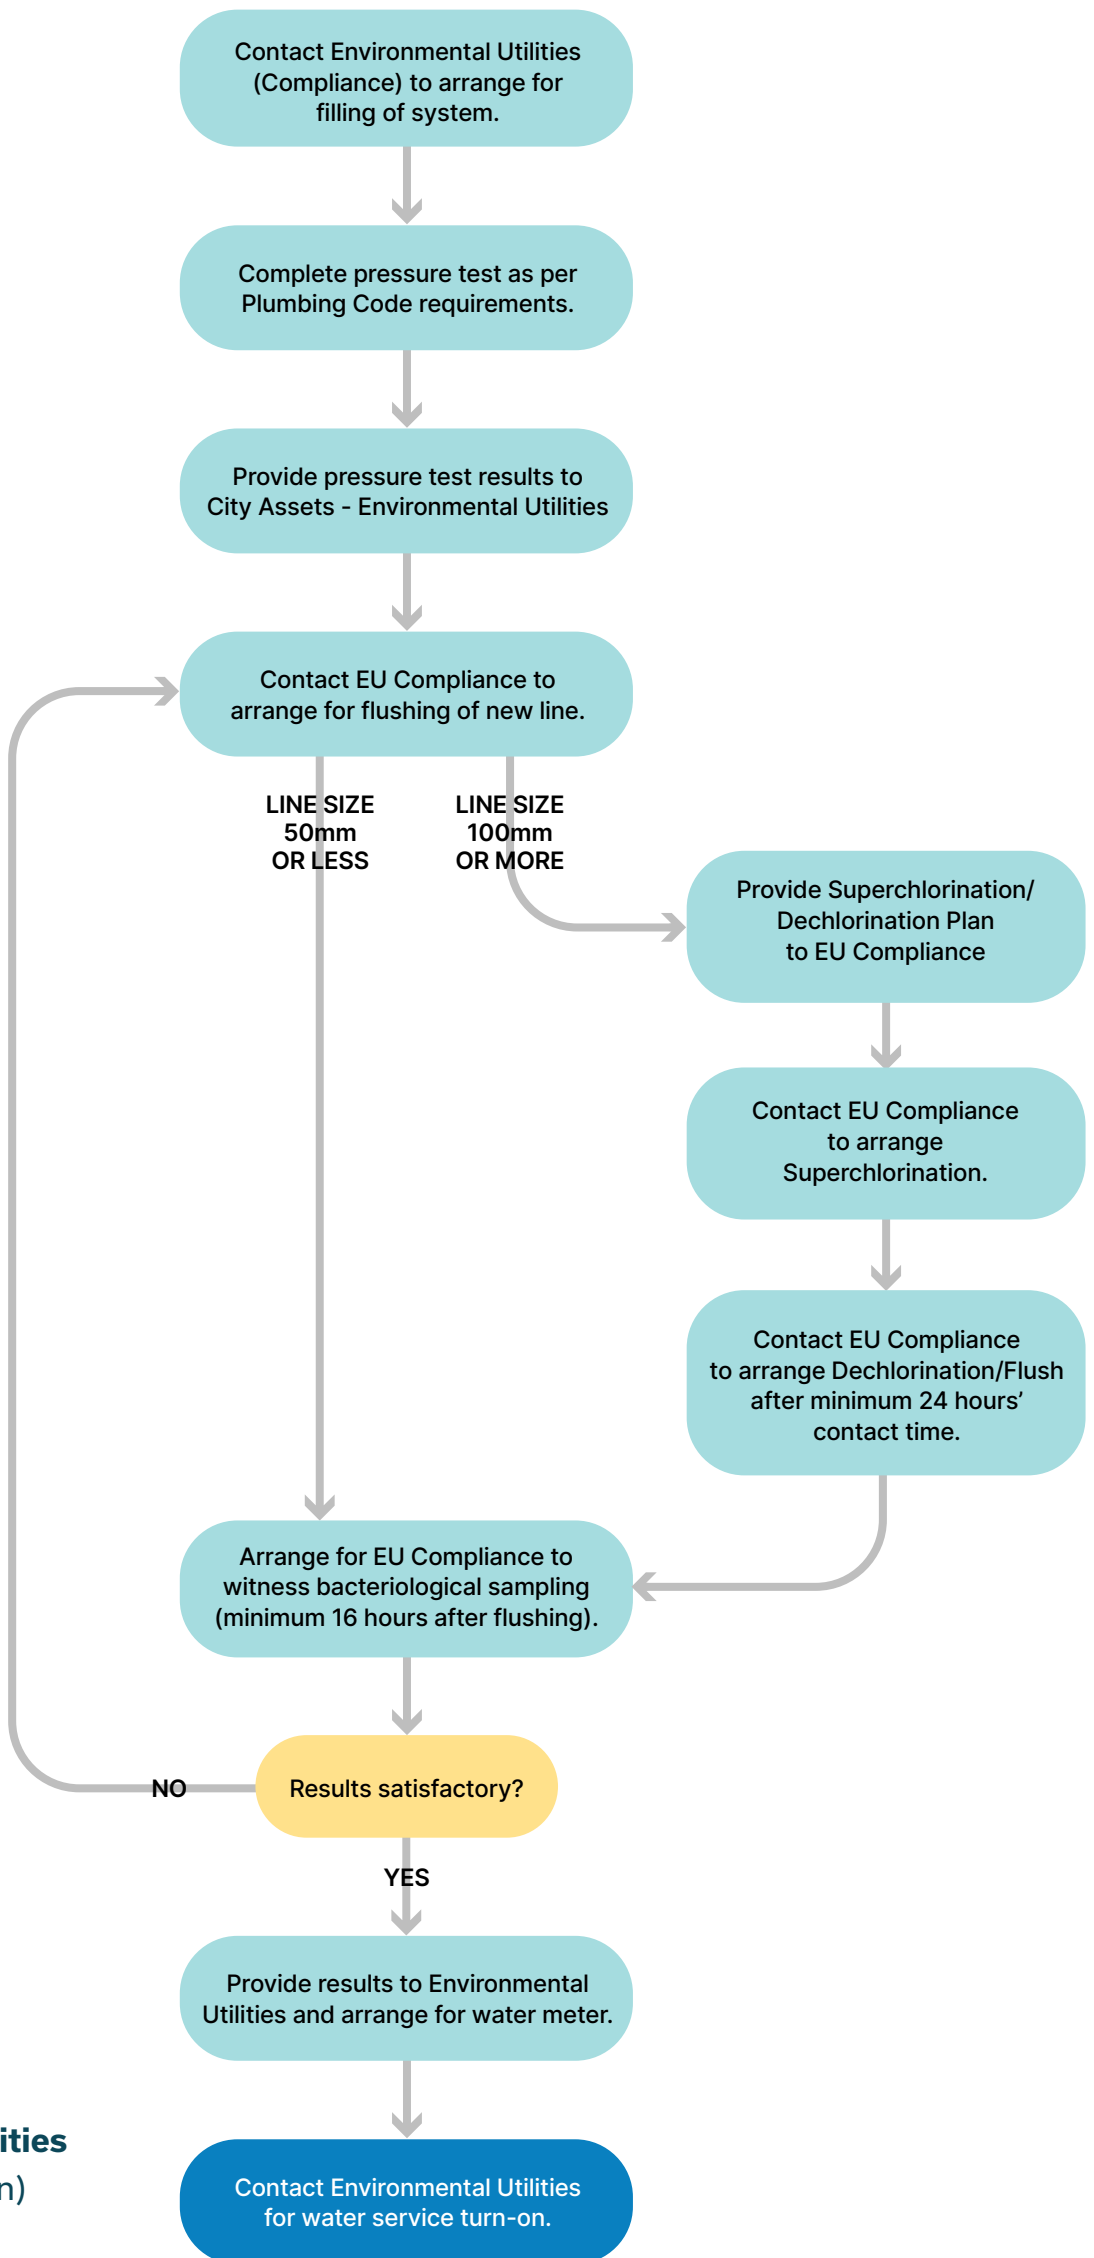 Contact Environmental Utilities
(Compliance) to arrange for
filling of system.
Complete pressure test as per
Plumbing Code requirements.
Provide pressure test results to
City Assets - Environmental Utilities
Contact EU Compliance to
arrange for flushing of new line.
LINE SIZE
50mm
OR LESS
LINE SIZE
100mm
OR MORE
Provide Superchlorination/
Dechlorination Plan
to EU Compliance
Contact EU Compliance
to arrange
Superchlorination.
Contact EU Compliance
to arrange Dechlorination/Flush
after minimum 24 hours’
contact time.
Arrange for EU Compliance to
witness bacteriological sampling
(minimum 16 hours after flushing).
Results satisfactory?
NO
YES
Provide results to Environmental
Utilities and arrange for water meter.
Contact Environmental Utilities
for water service turn-on.
ities
n)